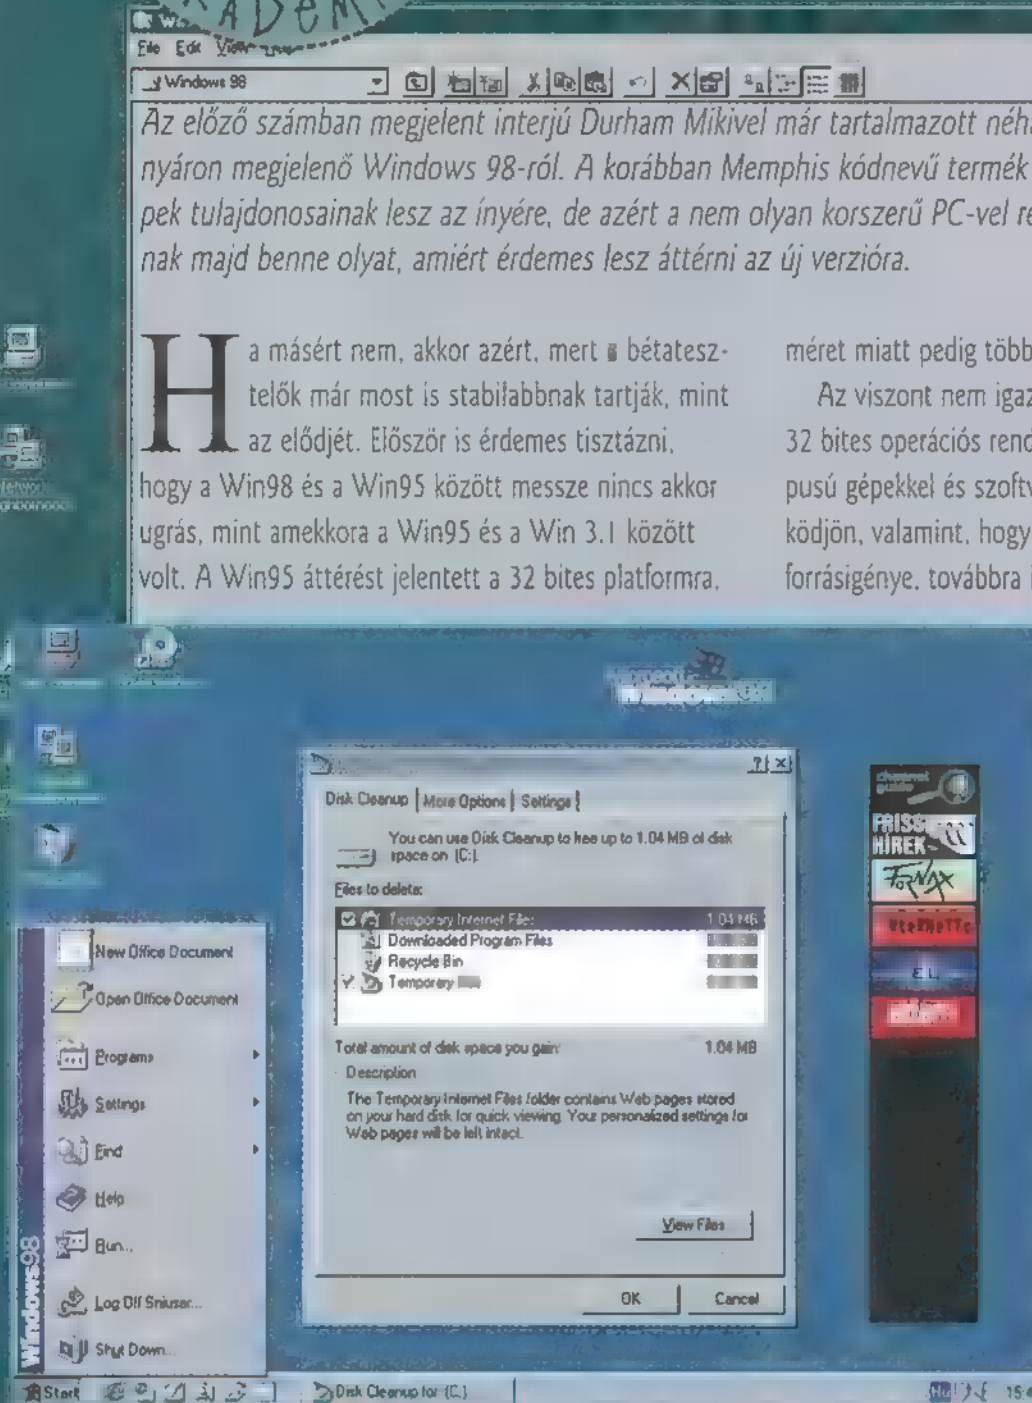 ADEMI
File Edit View
Windows 98
Az előző számban megjelent interjú Durham Mikivel már tartalmazott néh
nyáron megjelenő Windows 98-ról. A korábban Memphis kódnevű termék
pek tulajdonosainak lesz az ínyére, de azért a nem olyan korszerű PC-vel re
nak majd benne olyat, amiért érdemes lesz áttérni az új verzióra.
Ha másért nem, akkor azért, mert a bétatesz-
telők már most is stabilabbnak tartják, mint
az elődjét. Először is érdemes tisztázni,
hogy a Win98 és a Win95 között messze nincs akkor
ugrás, mint amekkora a Win95 és a Win 3.1 között
volt. A Win95 áttérést jelentett a 32 bites platformra,
méret miatt pedig több
Az viszont nem igaz
32 bites operációs rend
pusú gépekkel és szoftv
ködjön, valamint, hogy
forrásigénye, továbbra i
Disk Cleanup More Options Settings
You can use Disk Cleanup to free up to 1.04 MB of disk
space on (C:).
Files to delete:
Temporary Internet Files 1.04 MB
Downloaded Program Files
Recycle Bin
Temporary
Total amount of disk space you gain: 1.04 MB
Description
The Temporary Internet Files folder contains Web pages stored
on your hard disk for quick viewing. Your personalized settings for
Web pages will be left intact.
View Files
OK Cancel
channel
guide
FRISS
HIREK
FORNAX
New Office Document
Open Office Document
Programs
Settings
Find
Help
Run...
Log Off Sniuser...
Shut Down...
Windows98
Start Disk Cleanup for (C:) Hu 15:4